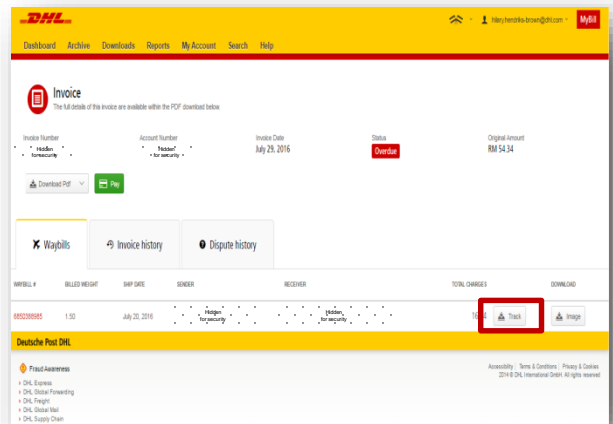 DHL
hilary.hendriks-brown@dhl.com
MyBill
Dashboard Archive Downloads Reports My Account Search Help
Invoice
The full details of this invoice are available within the PDF download below.
Invoice Number Account Number Invoice Date Status Original Amount
Hidden for security Hidden for security July 29, 2016 Overdue RM 54.34
Download Pdf Pay
Waybills Invoice history Dispute history
WAYBILL # BILLED WEIGHT SHIP DATE SENDER RECEIVER TOTAL CHARGES DOWNLOAD
1.50 July 20, 2016 Hidden for security Hidden for security Track Image
Deutsche Post DHL
Fraud Awareness
DHL Express
DHL Global Forwarding
DHL Freight
DHL Global Mail
DHL Supply Chain
Accessibility | Terms & Conditions | Privacy & Cookies
2014 © DHL International GmbH. All rights reserved